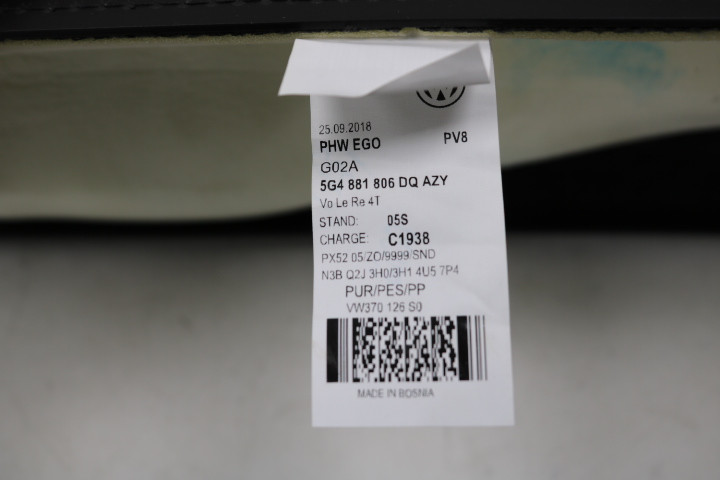 25.09.2018
PHW EGO PV8
G02A
5G4 881 806 DQ AZY
Vo Le Re 4T
STAND: 05S
CHARGE: C1938
PX52 05/ZO/9999/SND
N3B Q2J 3H0/3H1 4U5 7P4
PUR/PES/PP
VW370 126 S0
MADE IN BOSNIA